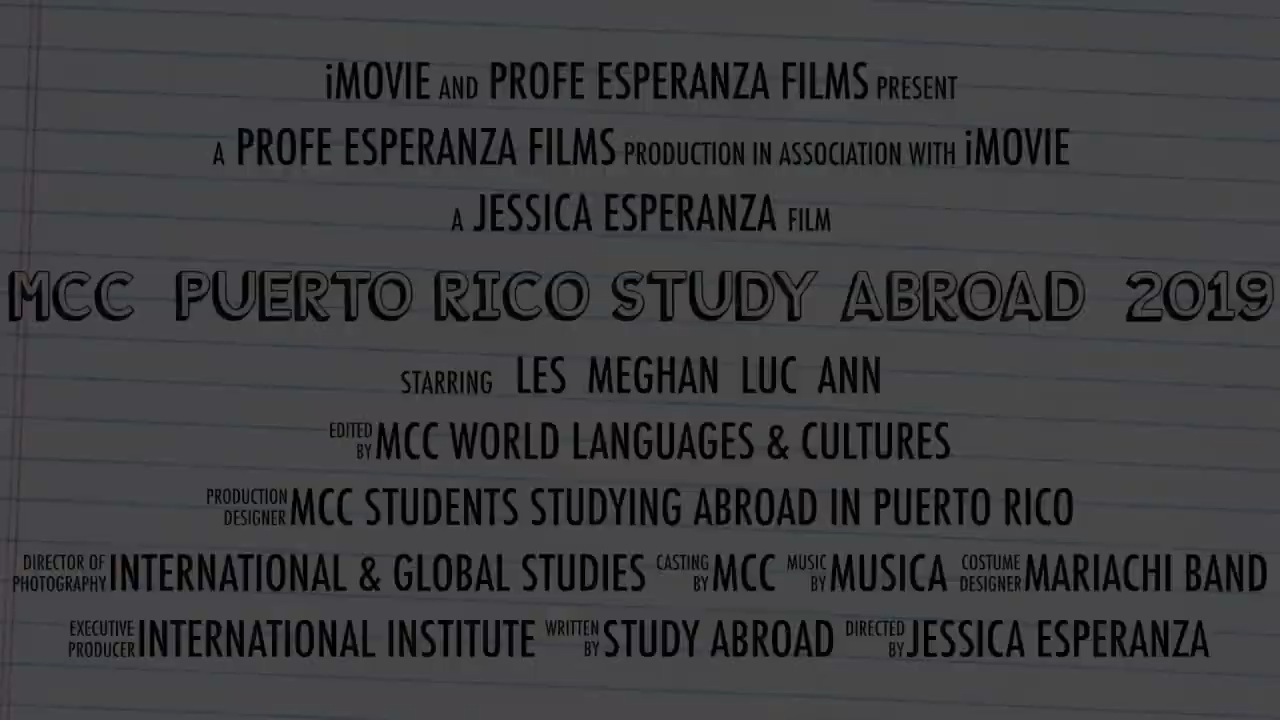 iMOVIE AND PROFE ESPERANZA FILMS PRESENT
A PROFE ESPERANZA FILMS PRODUCTION IN ASSOCIATION WITH iMOVIE
A JESSICA ESPERANZA FILM
MCC PUERTO RICO STUDY ABROAD 2019
STARRING LES MEGHAN LUC ANN
EDITED BY MCC WORLD LANGUAGES & CULTURES
PRODUCTION DESIGNER MCC STUDENTS STUDYING ABROAD IN PUERTO RICO
DIRECTOR OF PHOTOGRAPHY INTERNATIONAL & GLOBAL STUDIES CASTING BY MCC MUSIC BY MUSICA COSTUME DESIGNER MARIACHI BAND
EXECUTIVE PRODUCER INTERNATIONAL INSTITUTE WRITTEN BY STUDY ABROAD DIRECTED BY JESSICA ESPERANZA